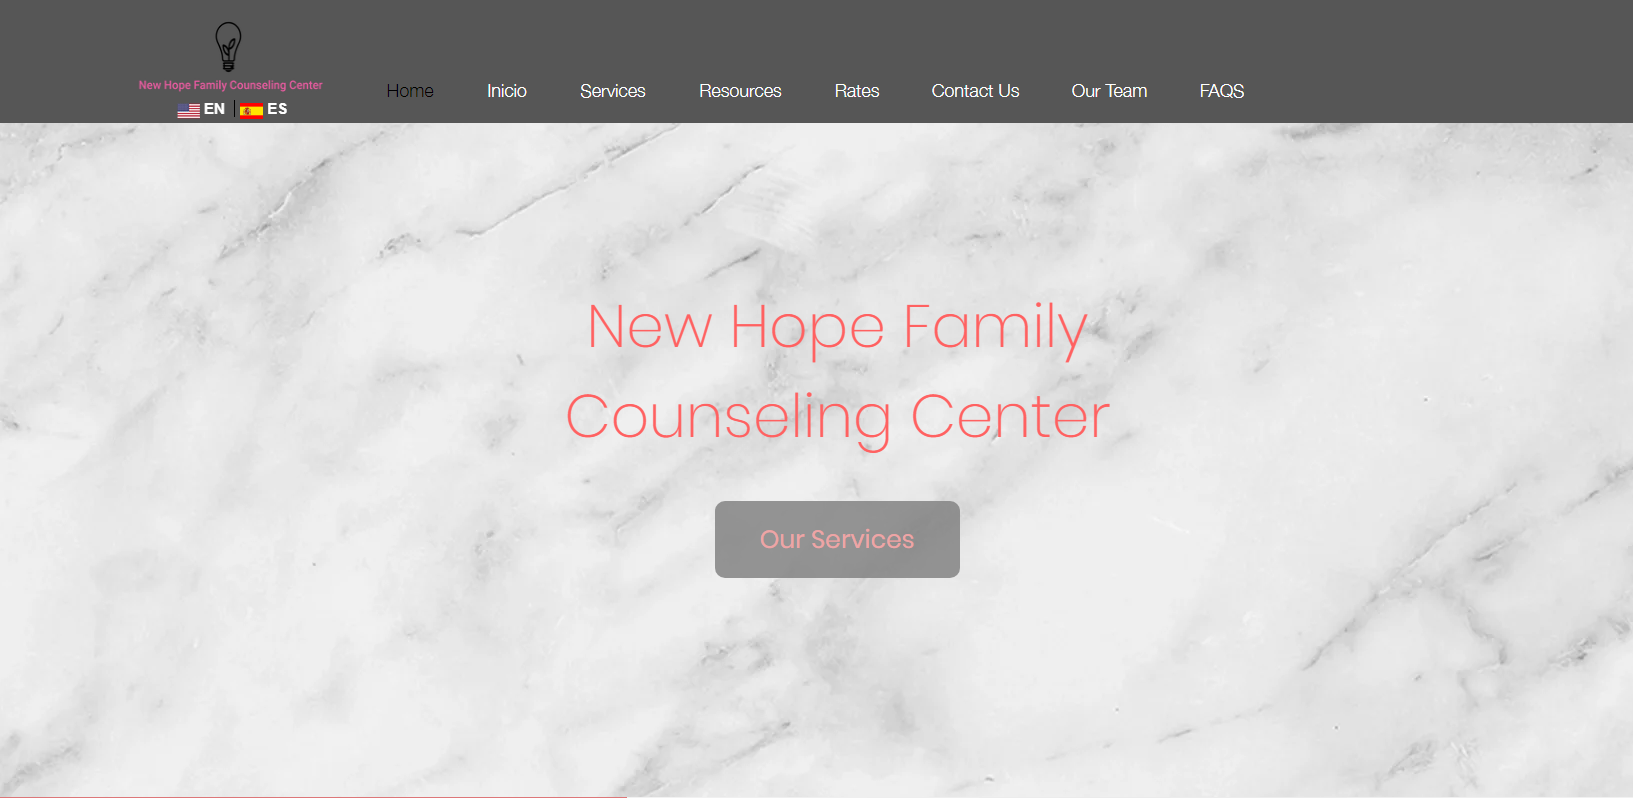 New Hope Family Counseling Center
EN | ES
Home Inicio Services Resources Rates Contact Us Our Team FAQS
New Hope Family
Counseling Center
Our Services